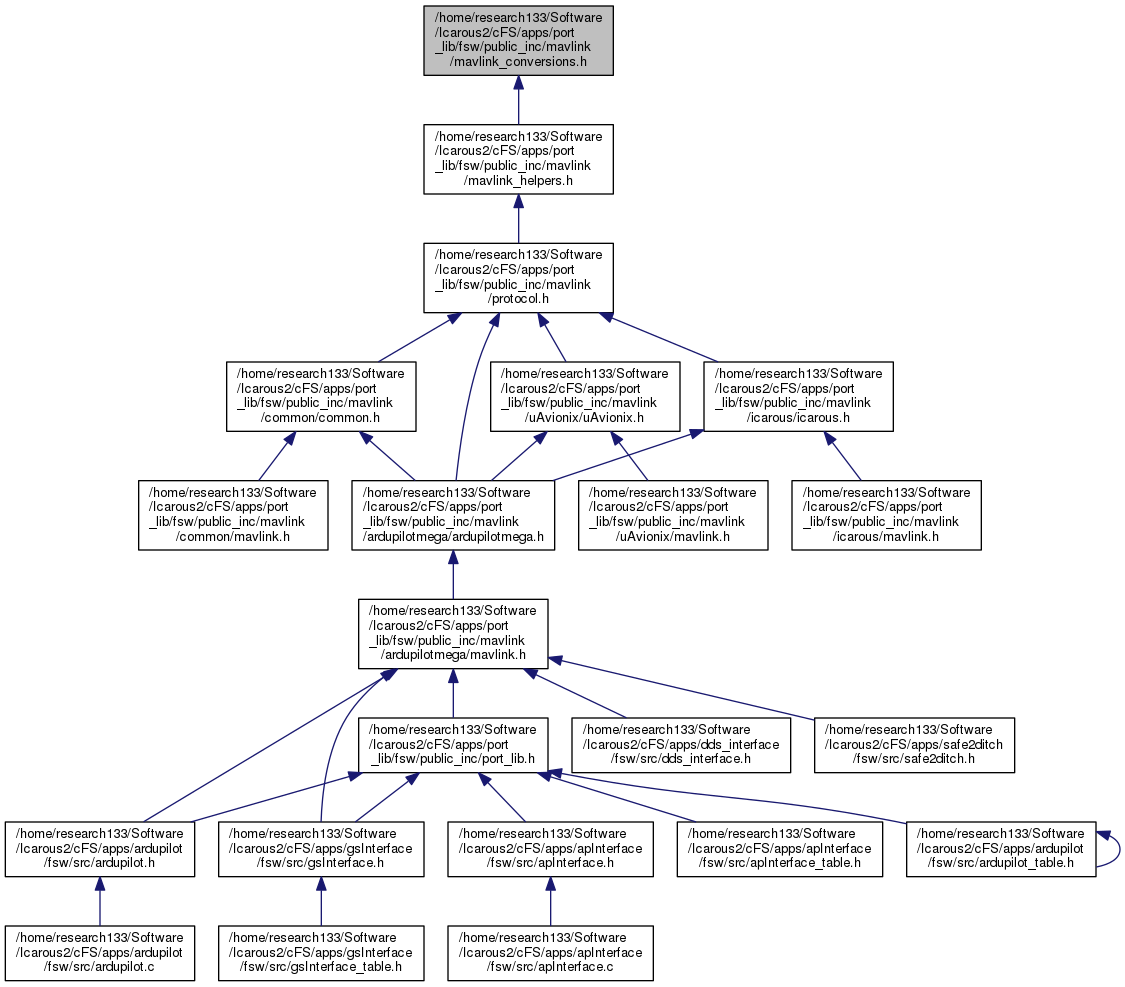 /home/research133/Software
/Icarous2/cFS/apps/port
_lib/fsw/public_inc/mavlink
/mavlink_conversions.h
/home/research133/Software
/Icarous2/cFS/apps/port
_lib/fsw/public_inc/mavlink
/mavlink_helpers.h
/home/research133/Software
/Icarous2/cFS/apps/port
_lib/fsw/public_inc/mavlink
/protocol.h
/home/research133/Software
/Icarous2/cFS/apps/port
_lib/fsw/public_inc/mavlink
/common/common.h
/home/research133/Software
/Icarous2/cFS/apps/port
_lib/fsw/public_inc/mavlink
/uAvionix/uAvionix.h
/home/research133/Software
/Icarous2/cFS/apps/port
_lib/fsw/public_inc/mavlink
/icarous/icarous.h
/home/research133/Software
/Icarous2/cFS/apps/port
_lib/fsw/public_inc/mavlink
/common/mavlink.h
/home/research133/Software
/Icarous2/cFS/apps/port
_lib/fsw/public_inc/mavlink
/ardupilotmega/ardupilotmega.h
/home/research133/Software
/Icarous2/cFS/apps/port
_lib/fsw/public_inc/mavlink
/uAvionix/mavlink.h
/home/research133/Software
/Icarous2/cFS/apps/port
_lib/fsw/public_inc/mavlink
/icarous/mavlink.h
/home/research133/Software
/Icarous2/cFS/apps/port
_lib/fsw/public_inc/mavlink
/ardupilotmega/mavlink.h
/home/research133/Software
/Icarous2/cFS/apps/port
_lib/fsw/public_inc/port_lib.h
/home/research133/Software
/Icarous2/cFS/apps/dds_interface
/fsw/src/dds_interface.h
/home/research133/Software
/Icarous2/cFS/apps/safe2ditch
/fsw/src/safe2ditch.h
/home/research133/Software
/Icarous2/cFS/apps/ardupilot
/fsw/src/ardupilot.h
/home/research133/Software
/Icarous2/cFS/apps/gsInterface
/fsw/src/gsInterface.h
/home/research133/Software
/Icarous2/cFS/apps/apInterface
/fsw/src/apInterface.h
/home/research133/Software
/Icarous2/cFS/apps/apInterface
/fsw/src/apInterface_table.h
/home/research133/Software
/Icarous2/cFS/apps/ardupilot
/fsw/src/ardupilot_table.h
/home/research133/Software
/Icarous2/cFS/apps/ardupilot
/fsw/src/ardupilot.c
/home/research133/Software
/Icarous2/cFS/apps/gsInterface
/fsw/src/gsInterface_table.h
/home/research133/Software
/Icarous2/cFS/apps/apInterface
/fsw/src/apInterface.c